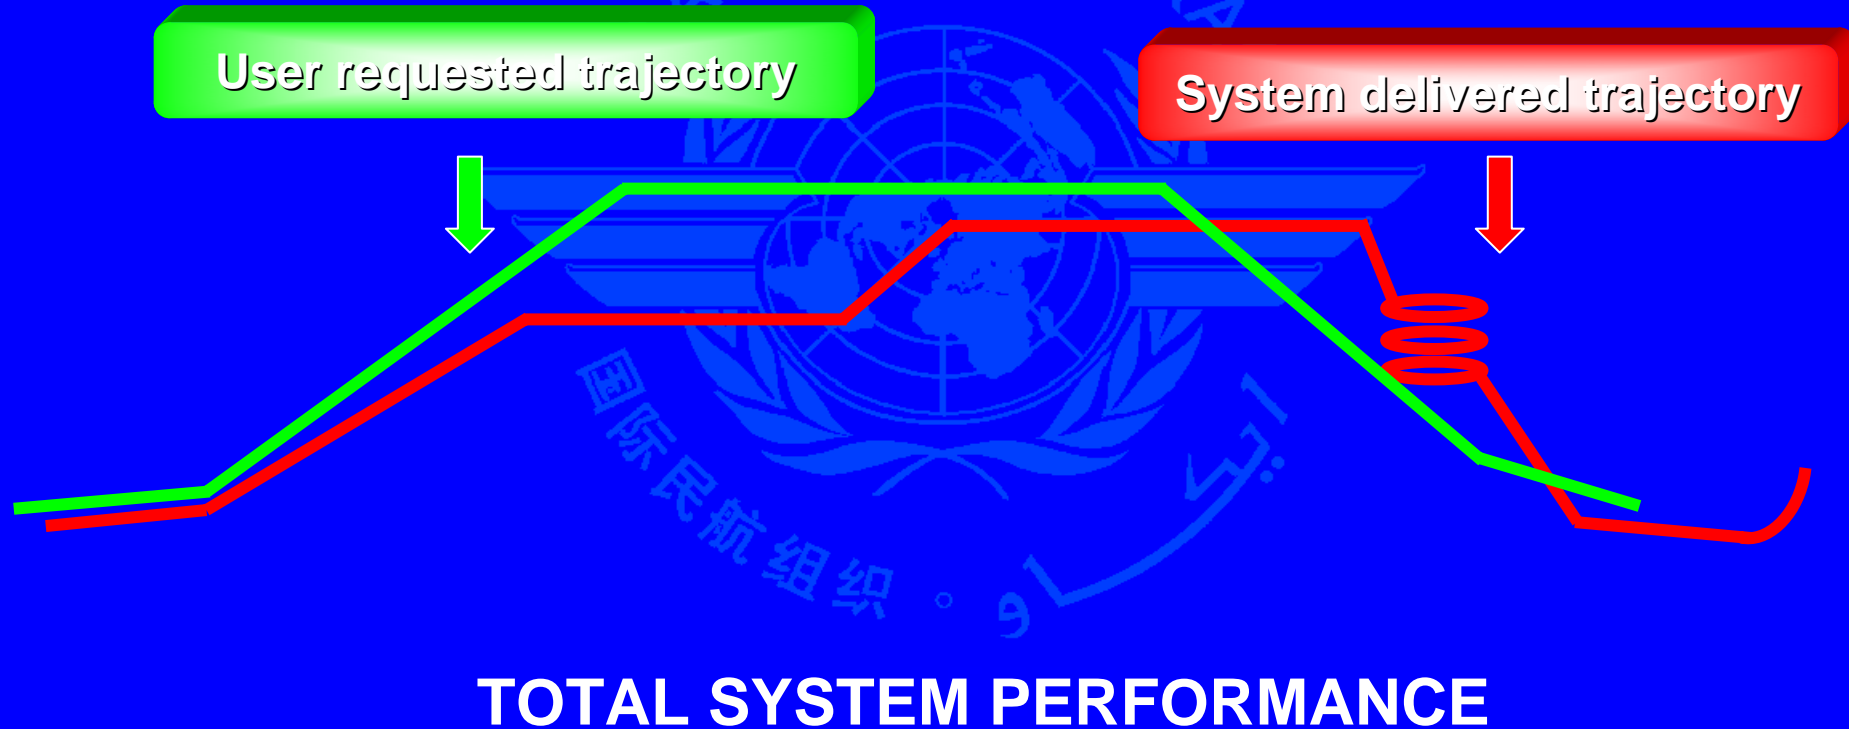 User requested trajectory
System delivered trajectory
国际民航组织
TOTAL SYSTEM PERFORMANCE